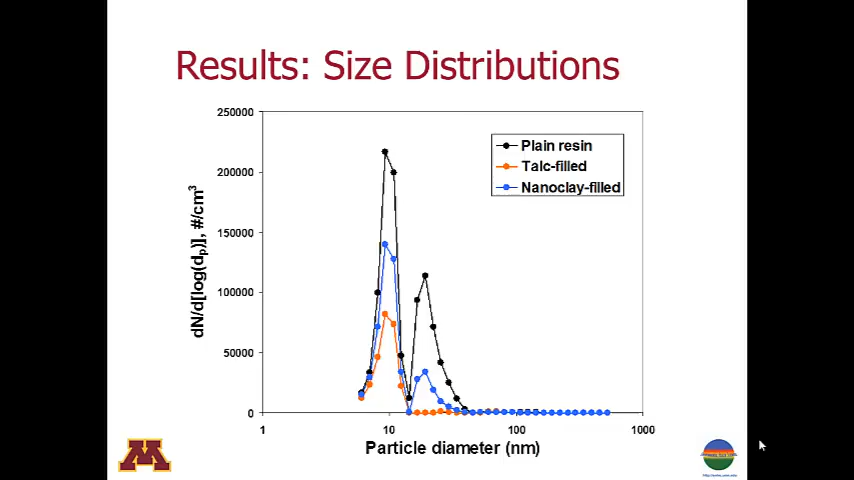 Results: Size Distributions
250000
200000
150000
100000
50000
0
dN/d[log(dₚ)], #/cm³
Plain resin
Talc-filled
Nanoclay-filled
1
10
100
1000
Particle diameter (nm)
M